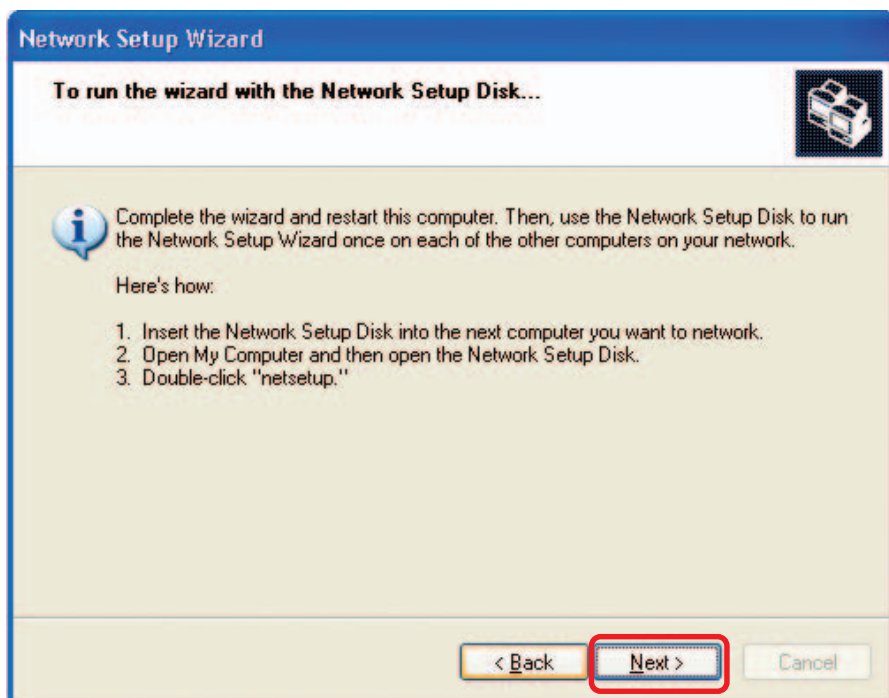 Network Setup Wizard
To run the wizard with the Network Setup Disk...
Complete the wizard and restart this computer. Then, use the Network Setup Disk to run
the Network Setup Wizard once on each of the other computers on your network.
Here's how:
1. Insert the Network Setup Disk into the next computer you want to network.
2. Open My Computer and then open the Network Setup Disk.
3. Double-click "netsetup."
< Back
Next >
Cancel